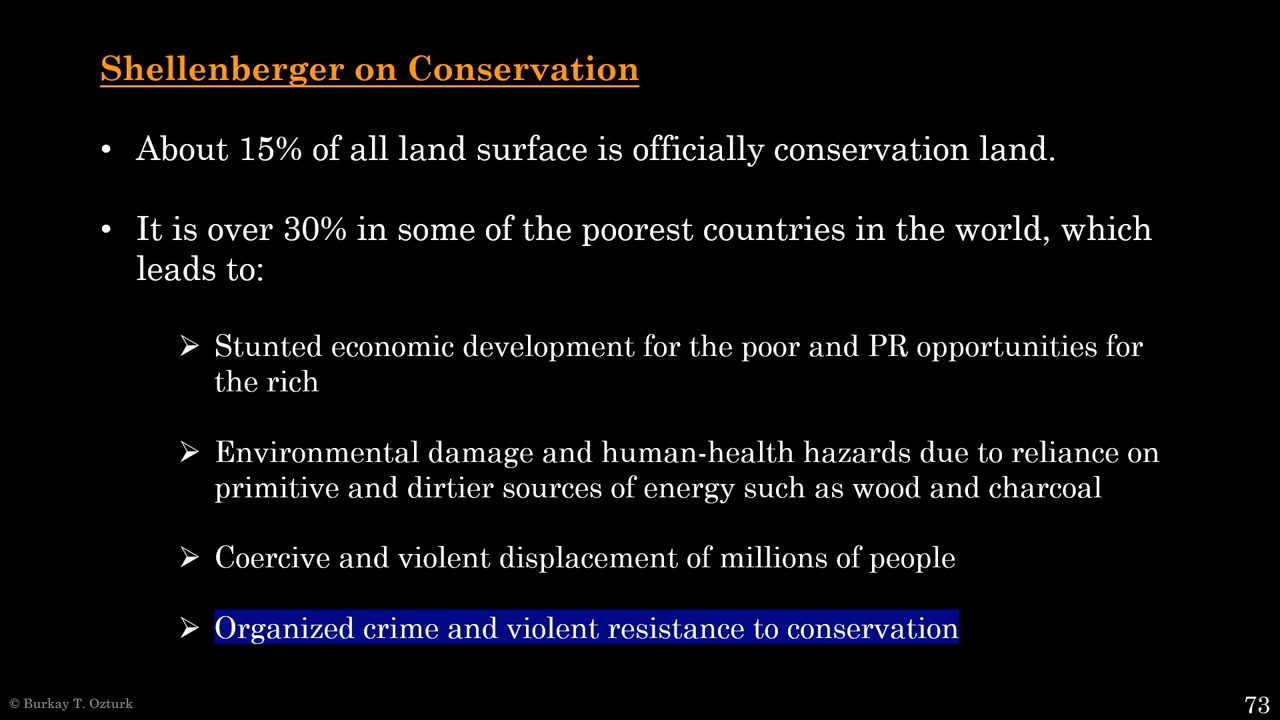 Shellenberger on Conservation
• About 15% of all land surface is officially conservation land.
• It is over 30% in some of the poorest countries in the world, which
leads to:
➢ Stunted economic development for the poor and PR opportunities for
the rich
➢ Environmental damage and human-health hazards due to reliance on
primitive and dirtier sources of energy such as wood and charcoal
➢ Coercive and violent displacement of millions of people
➢ Organized crime and violent resistance to conservation
© Burkay T. Ozturk
73